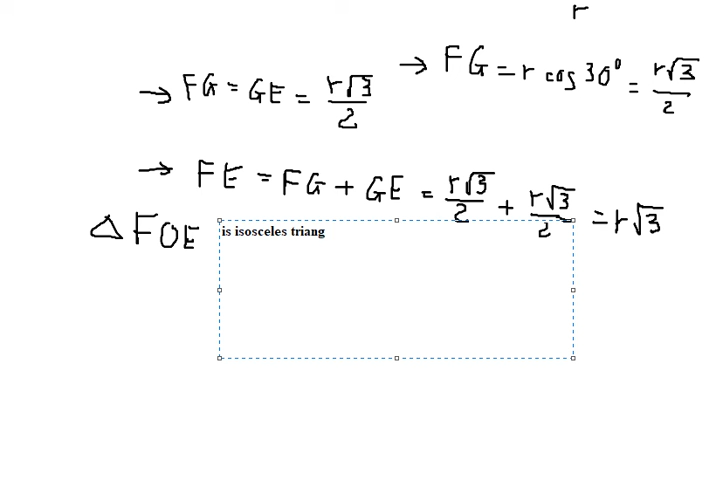 r
→ FG = r cos 30° = r√3/2
→ FG = GE = r√3/2
→ FE = FG + GE = r√3/2 + r√3/2 = r√3
△ FOE is isosceles triang